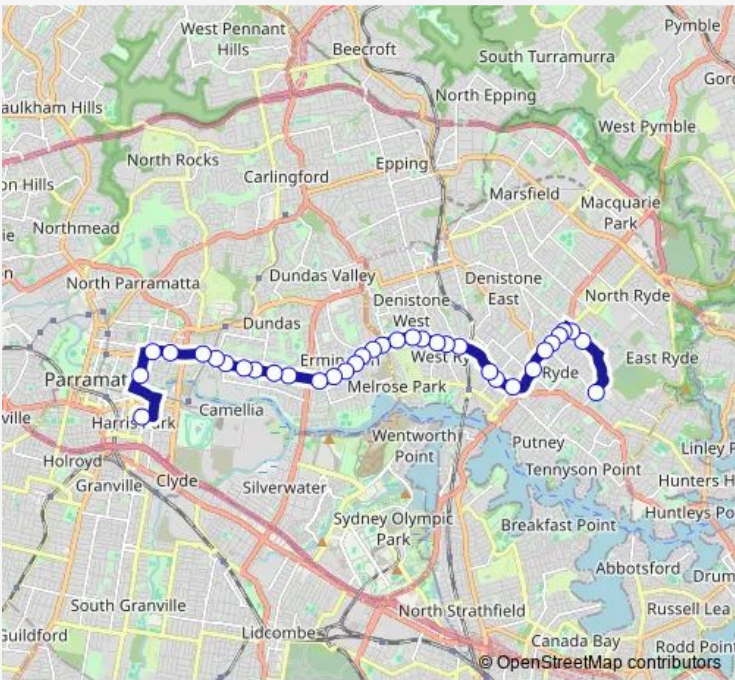 Pymble
West Pennant
Hills
Beecroft
South Turramurra
Gor
aulkham Hills
North Epping
West Pymble
North Rocks
Epping
Carlingford
on Hills
Marsfield
Macquarie
Park
ie
Northmead
Dundas Valley
Denistone
East
North Parramatta
North Ryde
Denistone
West
Dundas
Ermin
n
West Ry
East Ryde
Parramat
Ryde
Melrose Park
Camellia
ville
Harris
rk
Wentworth
Point
Putney
Linley P
Holroyd
Tennyson Point
Granville
Clyde
Silverwater
Hunters H
Sydney Olympic
Park
Breakfast Point
Huntleys Po
Abbotsford
Drum
South Granville
North Strathfield
Russell Lea
Guildford
Lidcombe
Canada Bay
Rodd Point
© OpenStreetMap contributors